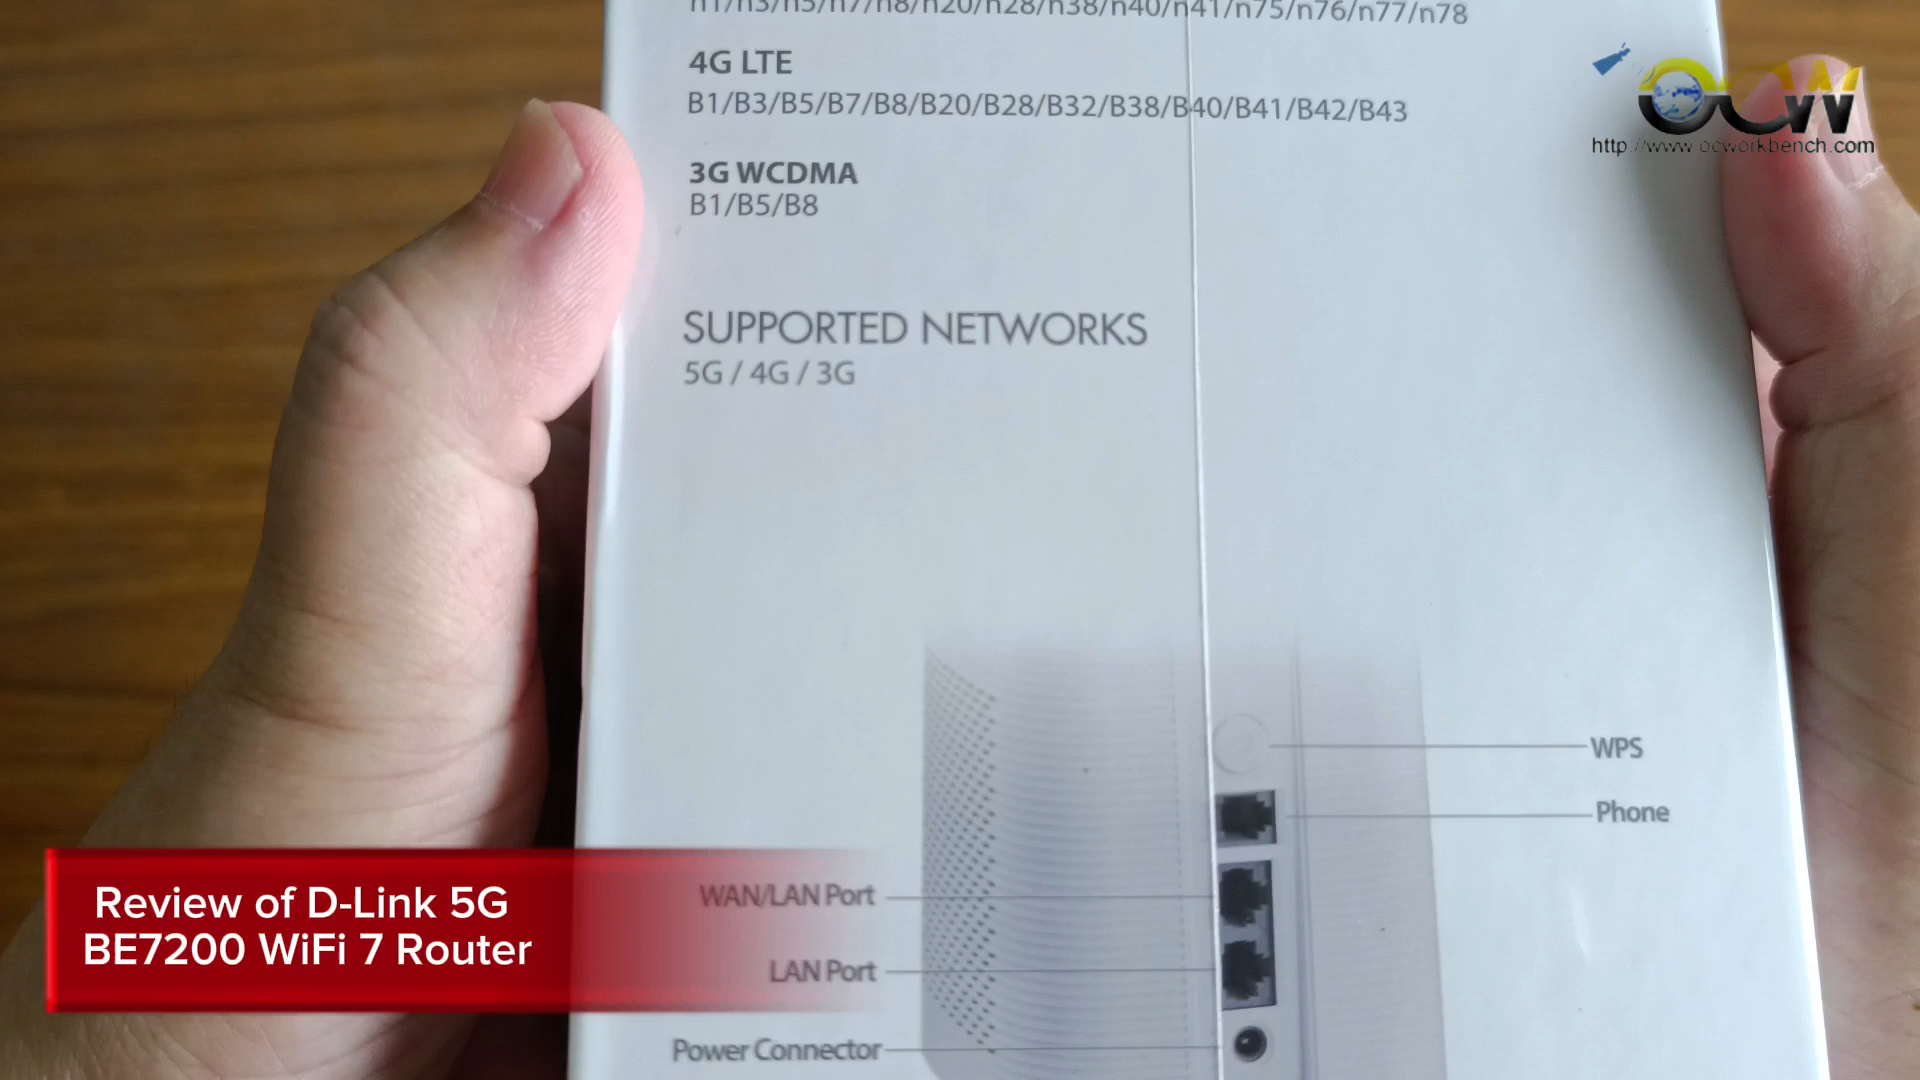 n1/n3/n5/n7/n8/n20/n28/n38/n40/n41/n75/n76/n77/n78
4G LTE
B1/B3/B5/B7/B8/B20/B28/B32/B38/B40/B41/B42/B43
3G WCDMA
B1/B5/B8
OCW
http://www.ocworkbench.com
SUPPORTED NETWORKS
5G / 4G / 3G
WPS
Phone
WAN/LAN Port
LAN Port
Power Connector
Review of D-Link 5G
BE7200 WiFi 7 Router